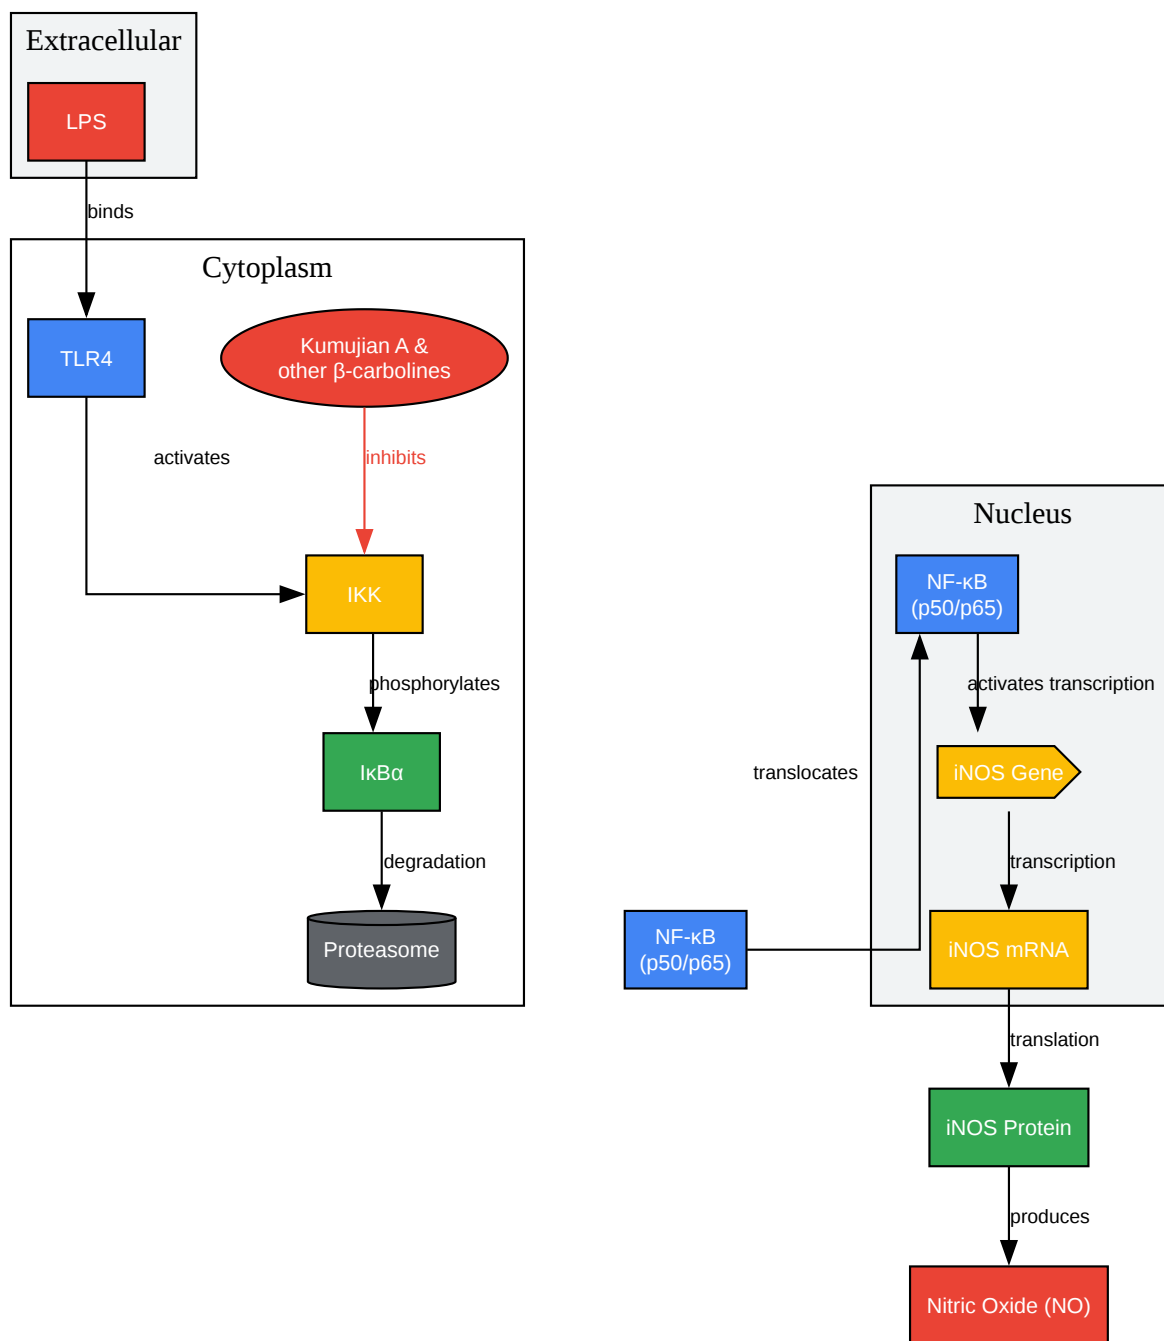 Extracellular
LPS
binds
Cytoplasm
TLR4
Kumujian A &
other β-carbolines
activates
inhibits
IKK
phosphorylates
IκBα
degradation
Proteasome
Nucleus
NF-κB
(p50/p65)
activates transcription
translocates
iNOS Gene
transcription
NF-κB
(p50/p65)
iNOS mRNA
translation
iNOS Protein
produces
Nitric Oxide (NO)